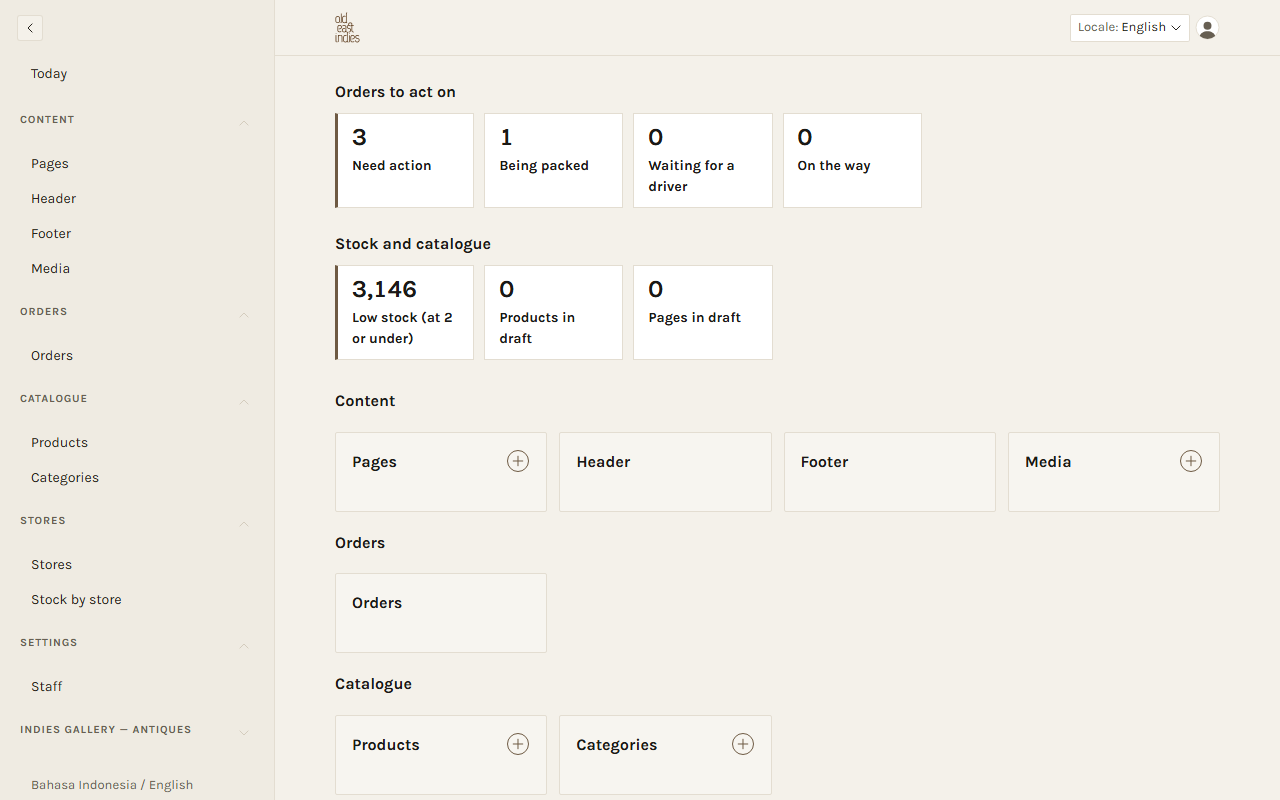 Today
CONTENT
Pages
Header
Footer
Media
ORDERS
Orders
CATALOGUE
Products
Categories
STORES
Stores
Stock by store
SETTINGS
Staff
INDIES GALLERY — ANTIQUES
Bahasa Indonesia / English
old
east
indies
Locale: English
Orders to act on
3
Need action
1
Being packed
0
Waiting for a
driver
0
On the way
Stock and catalogue
3,146
Low stock (at 2
or under)
0
Products in
draft
0
Pages in draft
Content
Pages
Header
Footer
Media
Orders
Orders
Catalogue
Products
Categories